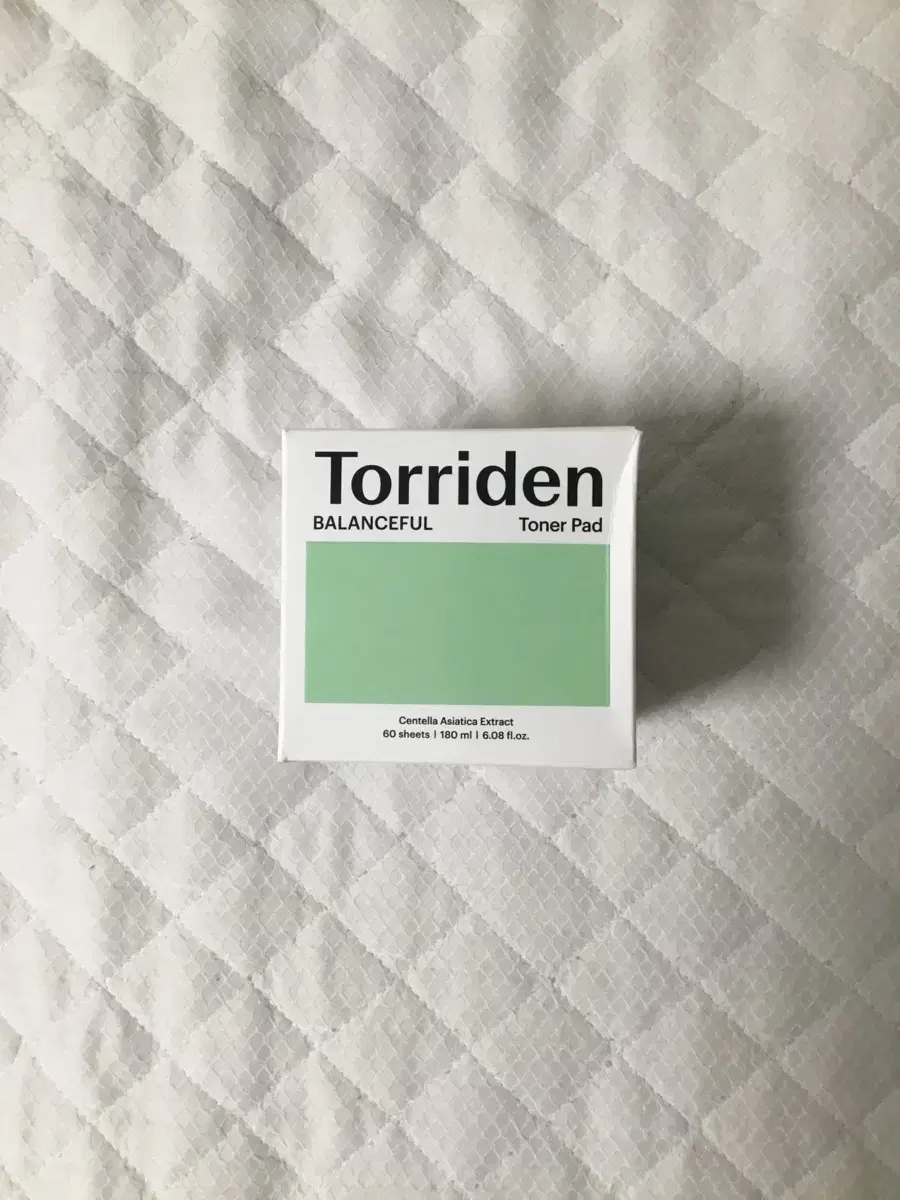 Torriden
BALANCEFUL Toner Pad
Centella Asiatica Extract
60 sheets | 180 ml | 6.08 fl.oz.